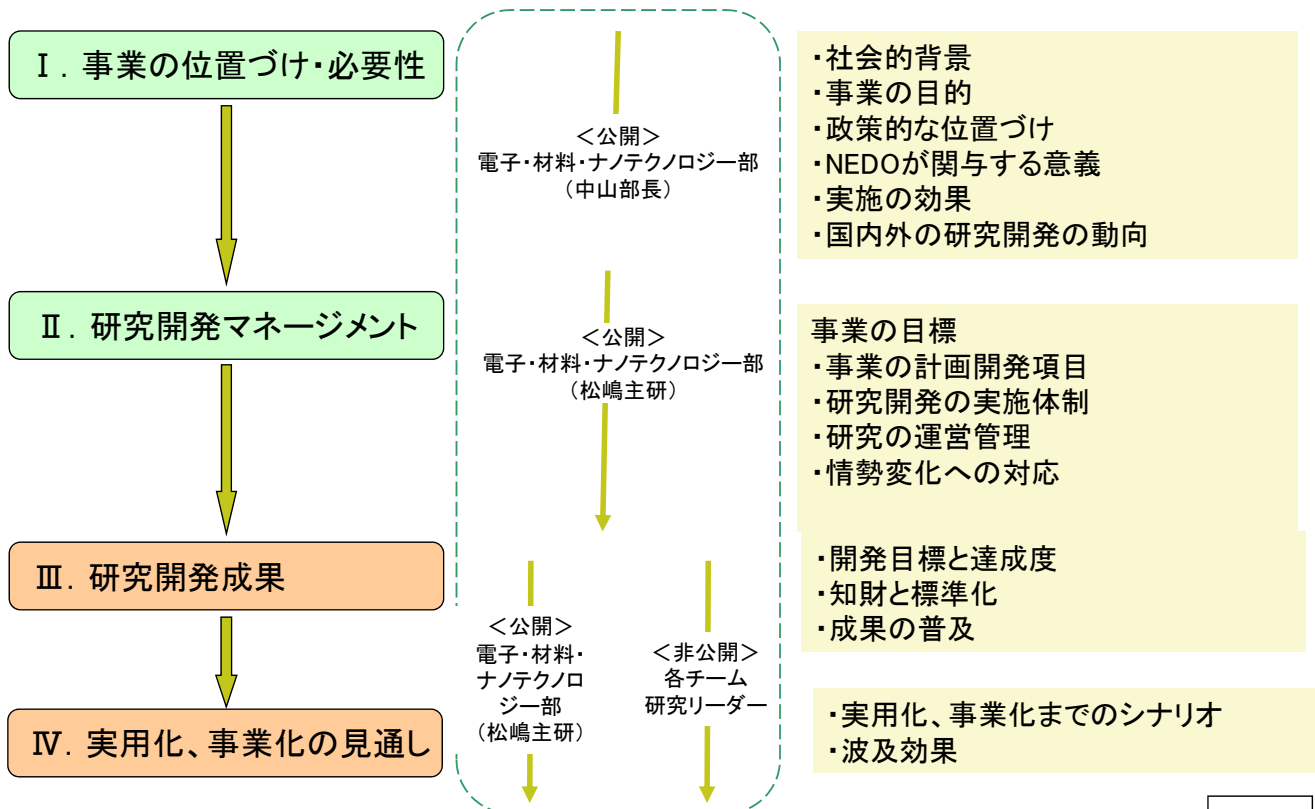 Ⅰ. 事業の位置づけ・必要性
Ⅱ. 研究開発マネージメント
Ⅲ. 研究開発成果
Ⅳ. 実用化、事業化の見通し
<公開>
電子・材料・ナノテクノロジー部
(中山部長)
<公開>
電子・材料・ナノテクノロジー部
(松嶋主研)
<公開>
電子・材料・
ナノテクノロ
ジー部
(松嶋主研)
<非公開>
各チーム
研究リーダー
・社会的背景
・事業の目的
・政策的な位置づけ
・NEDOが関与する意義
・実施の効果
・国内外の研究開発の動向
事業の目標
・事業の計画開発項目
・研究開発の実施体制
・研究の運営管理
・情勢変化への対応
・開発目標と達成度
・知財と標準化
・成果の普及
・実用化、事業化までのシナリオ
・波及効果